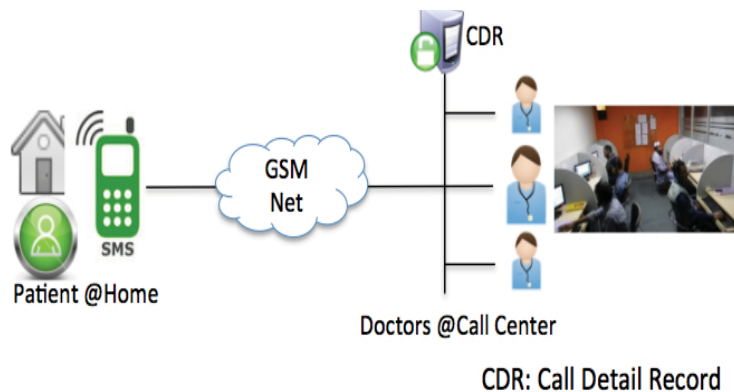 CDR
GSM
Net
SMS
Patient @Home
Doctors @Call Center
CDR: Call Detail Record